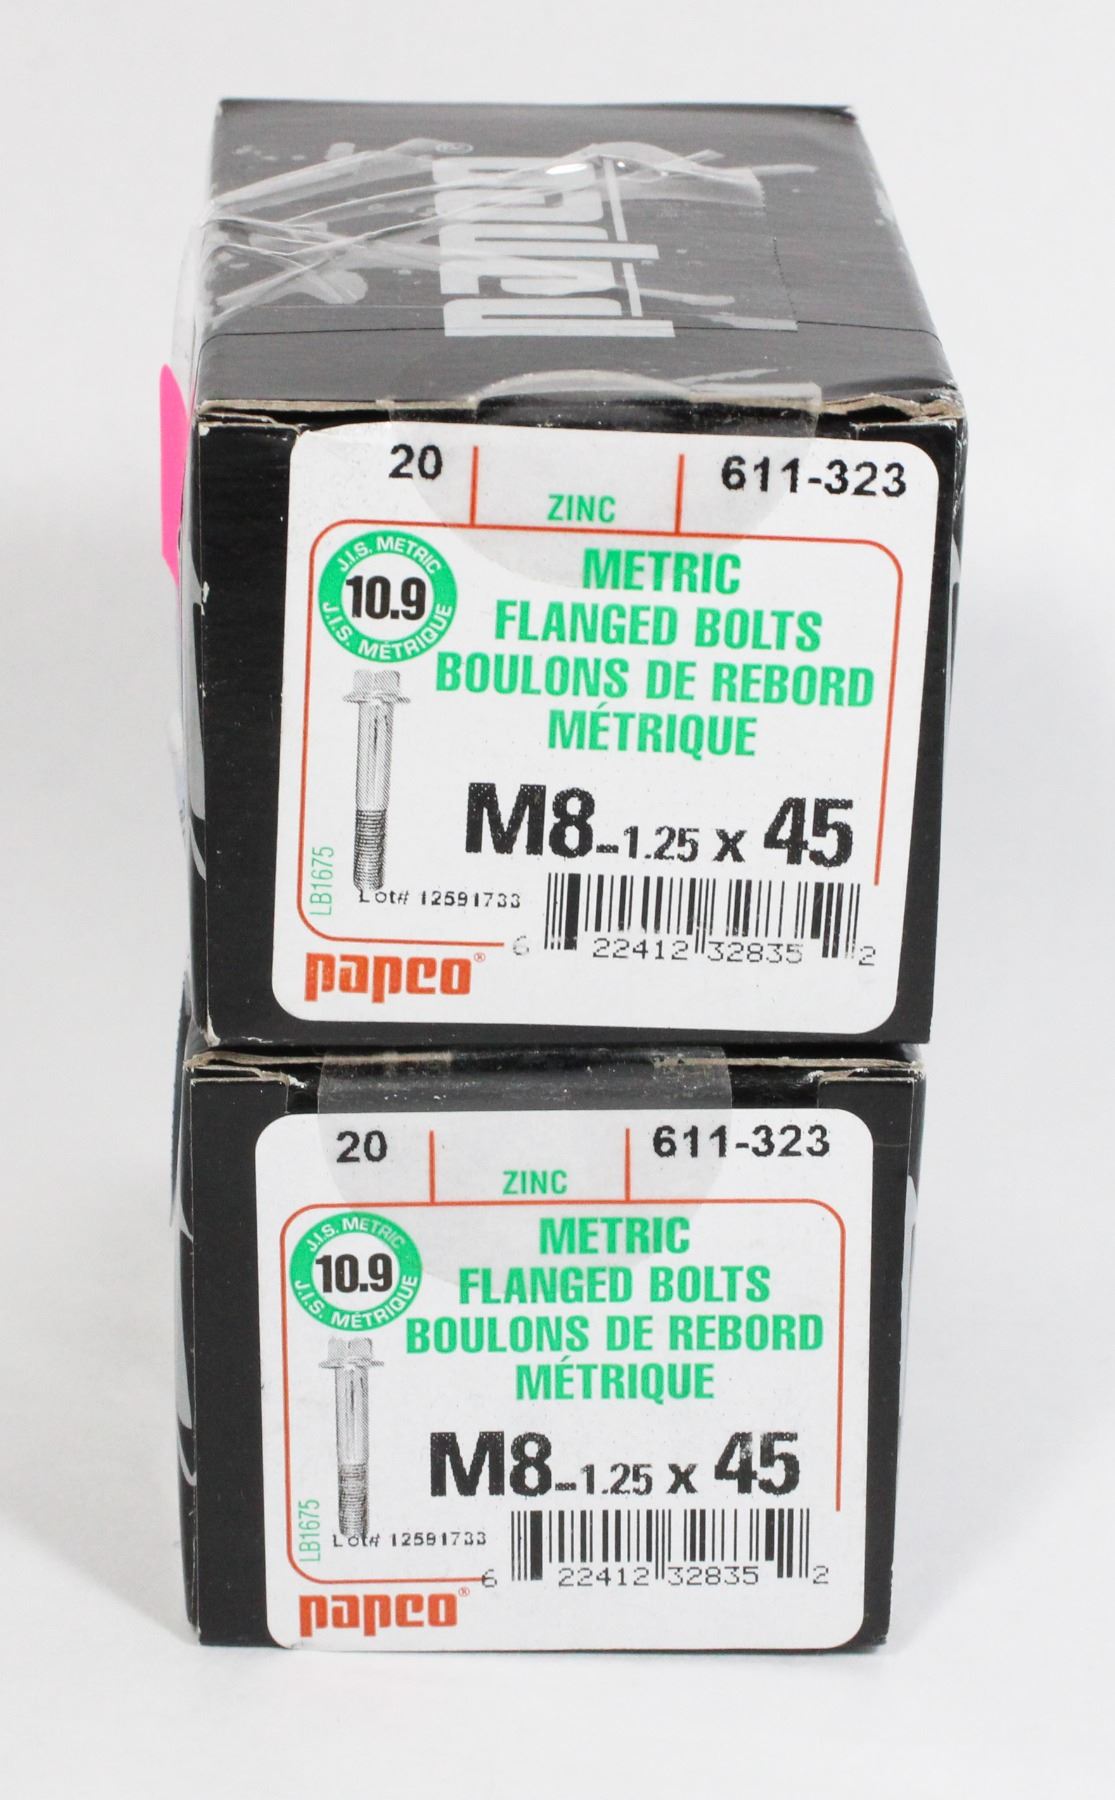 papco®
20
ZINC
611-323
J.I.S. METRIC
10.9
J.I.S. MÉTRIQUE
METRIC
FLANGED BOLTS
BOULONS DE REBORD
MÉTRIQUE
M8-1.25 x 45
LB1675
Lot# 12591733
6 22412 32835 2
papco®
20
ZINC
611-323
J.I.S. METRIC
10.9
J.I.S. MÉTRIQUE
METRIC
FLANGED BOLTS
BOULONS DE REBORD
MÉTRIQUE
M8-1.25 x 45
LB1675
Lot# 12591733
6 22412 32835 2
papco®